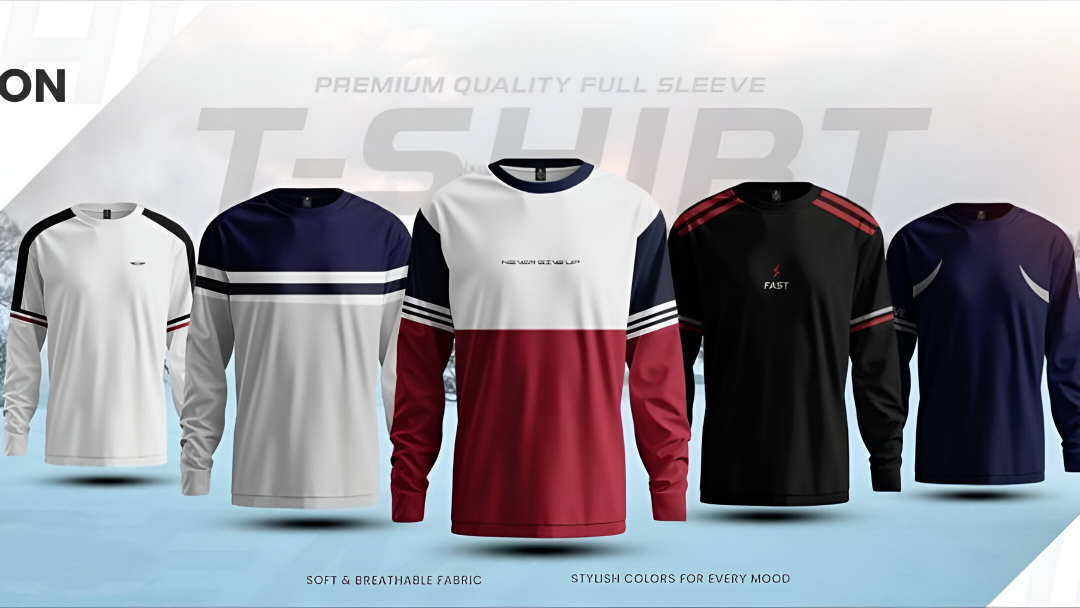 ON
PREMIUM QUALITY FULL SLEEVE
T-SHIRT
NEVER GIVE UP
FAST
SOFT & BREATHABLE FABRIC
STYLISH COLORS FOR EVERY MOOD